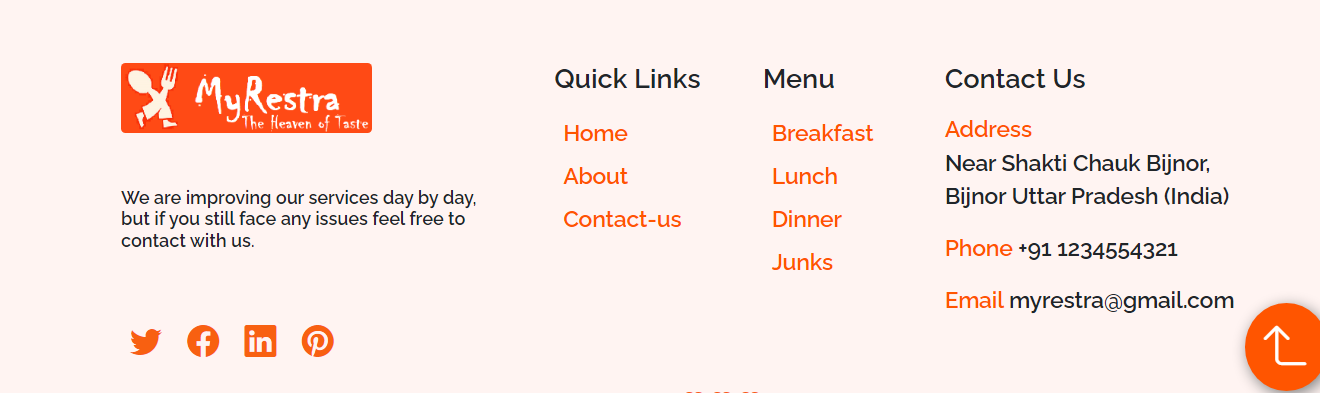 MyRestra
The Heaven of Taste
We are improving our services day by day,
but if you still face any issues feel free to
contact with us.
Quick Links
Home
About
Contact-us
Menu
Breakfast
Lunch
Dinner
Junks
Contact Us
Address
Near Shakti Chauk Bijnor,
Bijnor Uttar Pradesh (India)
Phone +91 1234554321
Email myrestra@gmail.com